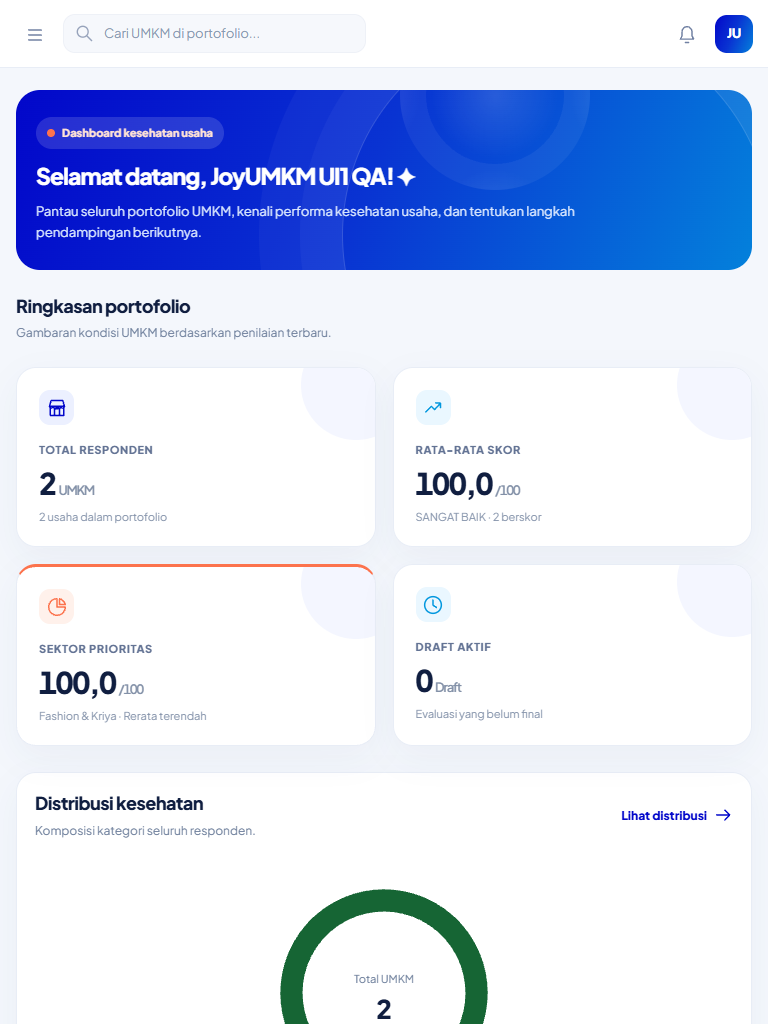 Cari UMKM di portofolio...
JU
Dashboard kesehatan usaha
Selamat datang, JoyUMKM UI1 QA! ✦
Pantau seluruh portofolio UMKM, kenali performa kesehatan usaha, dan tentukan langkah
pendampingan berikutnya.
Ringkasan portofolio
Gambaran kondisi UMKM berdasarkan penilaian terbaru.
TOTAL RESPONDEN
2 UMKM
2 usaha dalam portofolio
RATA-RATA SKOR
100,0 /100
SANGAT BAIK · 2 berskor
SEKTOR PRIORITAS
100,0 /100
Fashion & Kriya · Rerata terendah
DRAFT AKTIF
0 Draft
Evaluasi yang belum final
Distribusi kesehatan
Komposisi kategori seluruh responden.
Lihat distribusi
Total UMKM
2